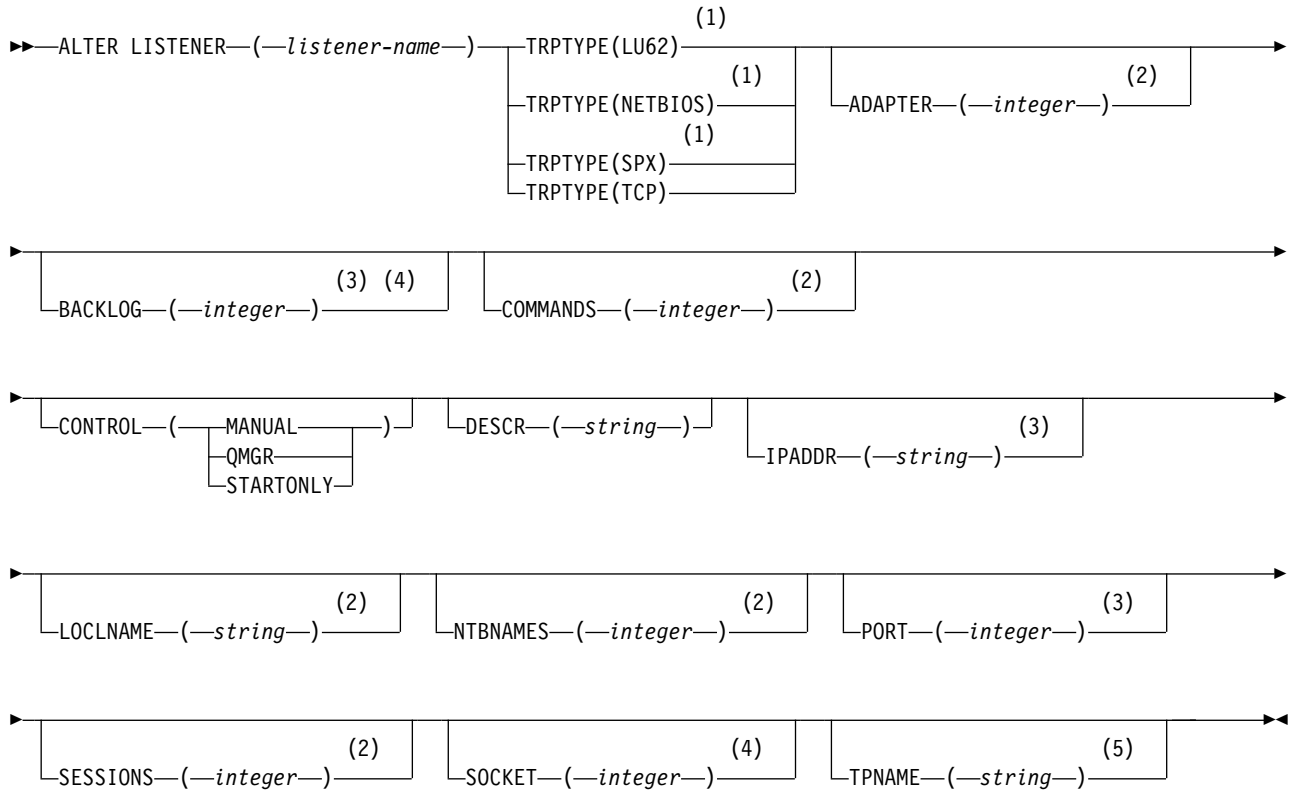 (1)
ALTER LISTENER ( listener-name ) TRPTYPE(LU62)
(1) (2)
TRPTYPE(NETBIOS) ADAPTER ( integer )
(1)
TRPTYPE(SPX)
TRPTYPE(TCP)
(3) (4) (2)
BACKLOG ( integer ) COMMANDS ( integer )
CONTROL ( MANUAL ) DESCR ( string ) (3)
QMGR IPADDR ( string )
STARTONLY
(2) (2) (3)
LOCLNAME ( string ) NTBNAMES ( integer ) PORT ( integer )
(2) (4) (5)
SESSIONS ( integer ) SOCKET ( integer ) TPNAME ( string )